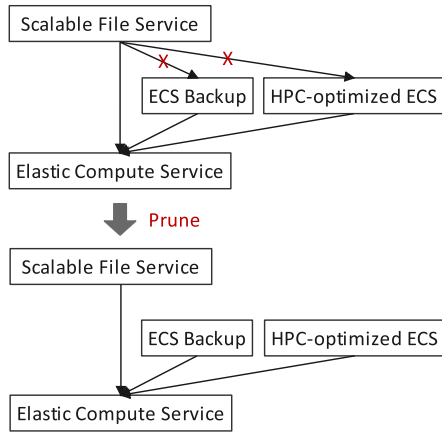 Scalable File Service
X X
ECS Backup HPC-optimized ECS
Elastic Compute Service
Prune
Scalable File Service
ECS Backup HPC-optimized ECS
Elastic Compute Service